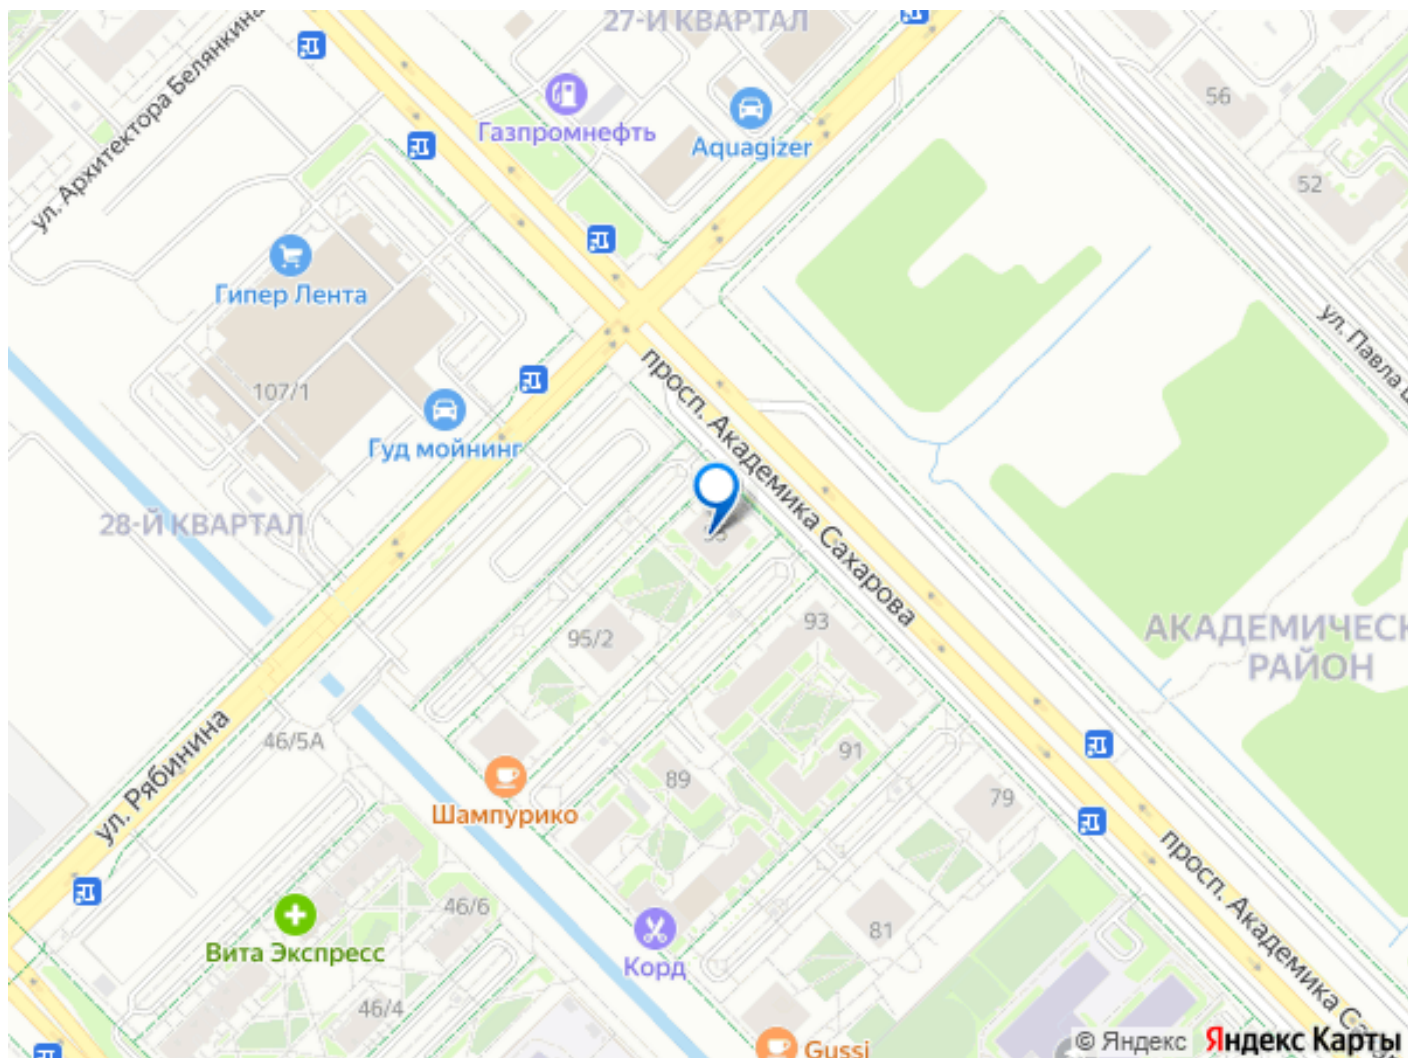 27-Й КВАРТАЛ
ул. Архитектора Белянкина
Газпромнефть
Aquagizer
56
52
Гипер Лента
ул. Павла
107/1
просп. Академика Сахарова
Гуд мойнинг
28-Й КВАРТАЛ
95/2
93
АКАДЕМИЧЕСК
РАЙОН
ул. Рябинина
46/5А
91
89
79
Шампурико
просп. Академика Са
46/6
81
Вита Экспресс
Корд
46/4
Gussi
© Яндекс Яндекс Карты